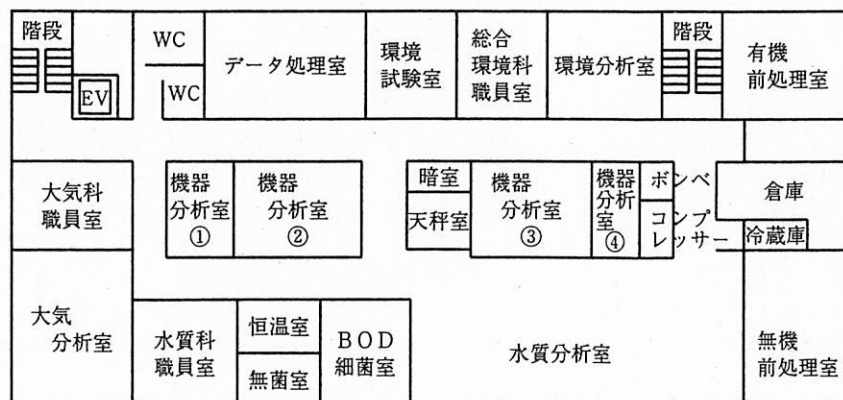 階段
EV
WC
WC
データ処理室
環境
試験室
総合
環境科
職員室
環境分析室
階段
有機
前処理室
大気科
職員室
機器
分析室
①
機器
分析室
②
暗室
天秤室
機器
分析室
③
機器
分析
室
④
ボンベ
コンプ
レッサー
倉庫
冷蔵庫
大気
分析室
水質科
職員室
恒温室
無菌室
BOD
細菌室
水質分析室
無機
前処理室